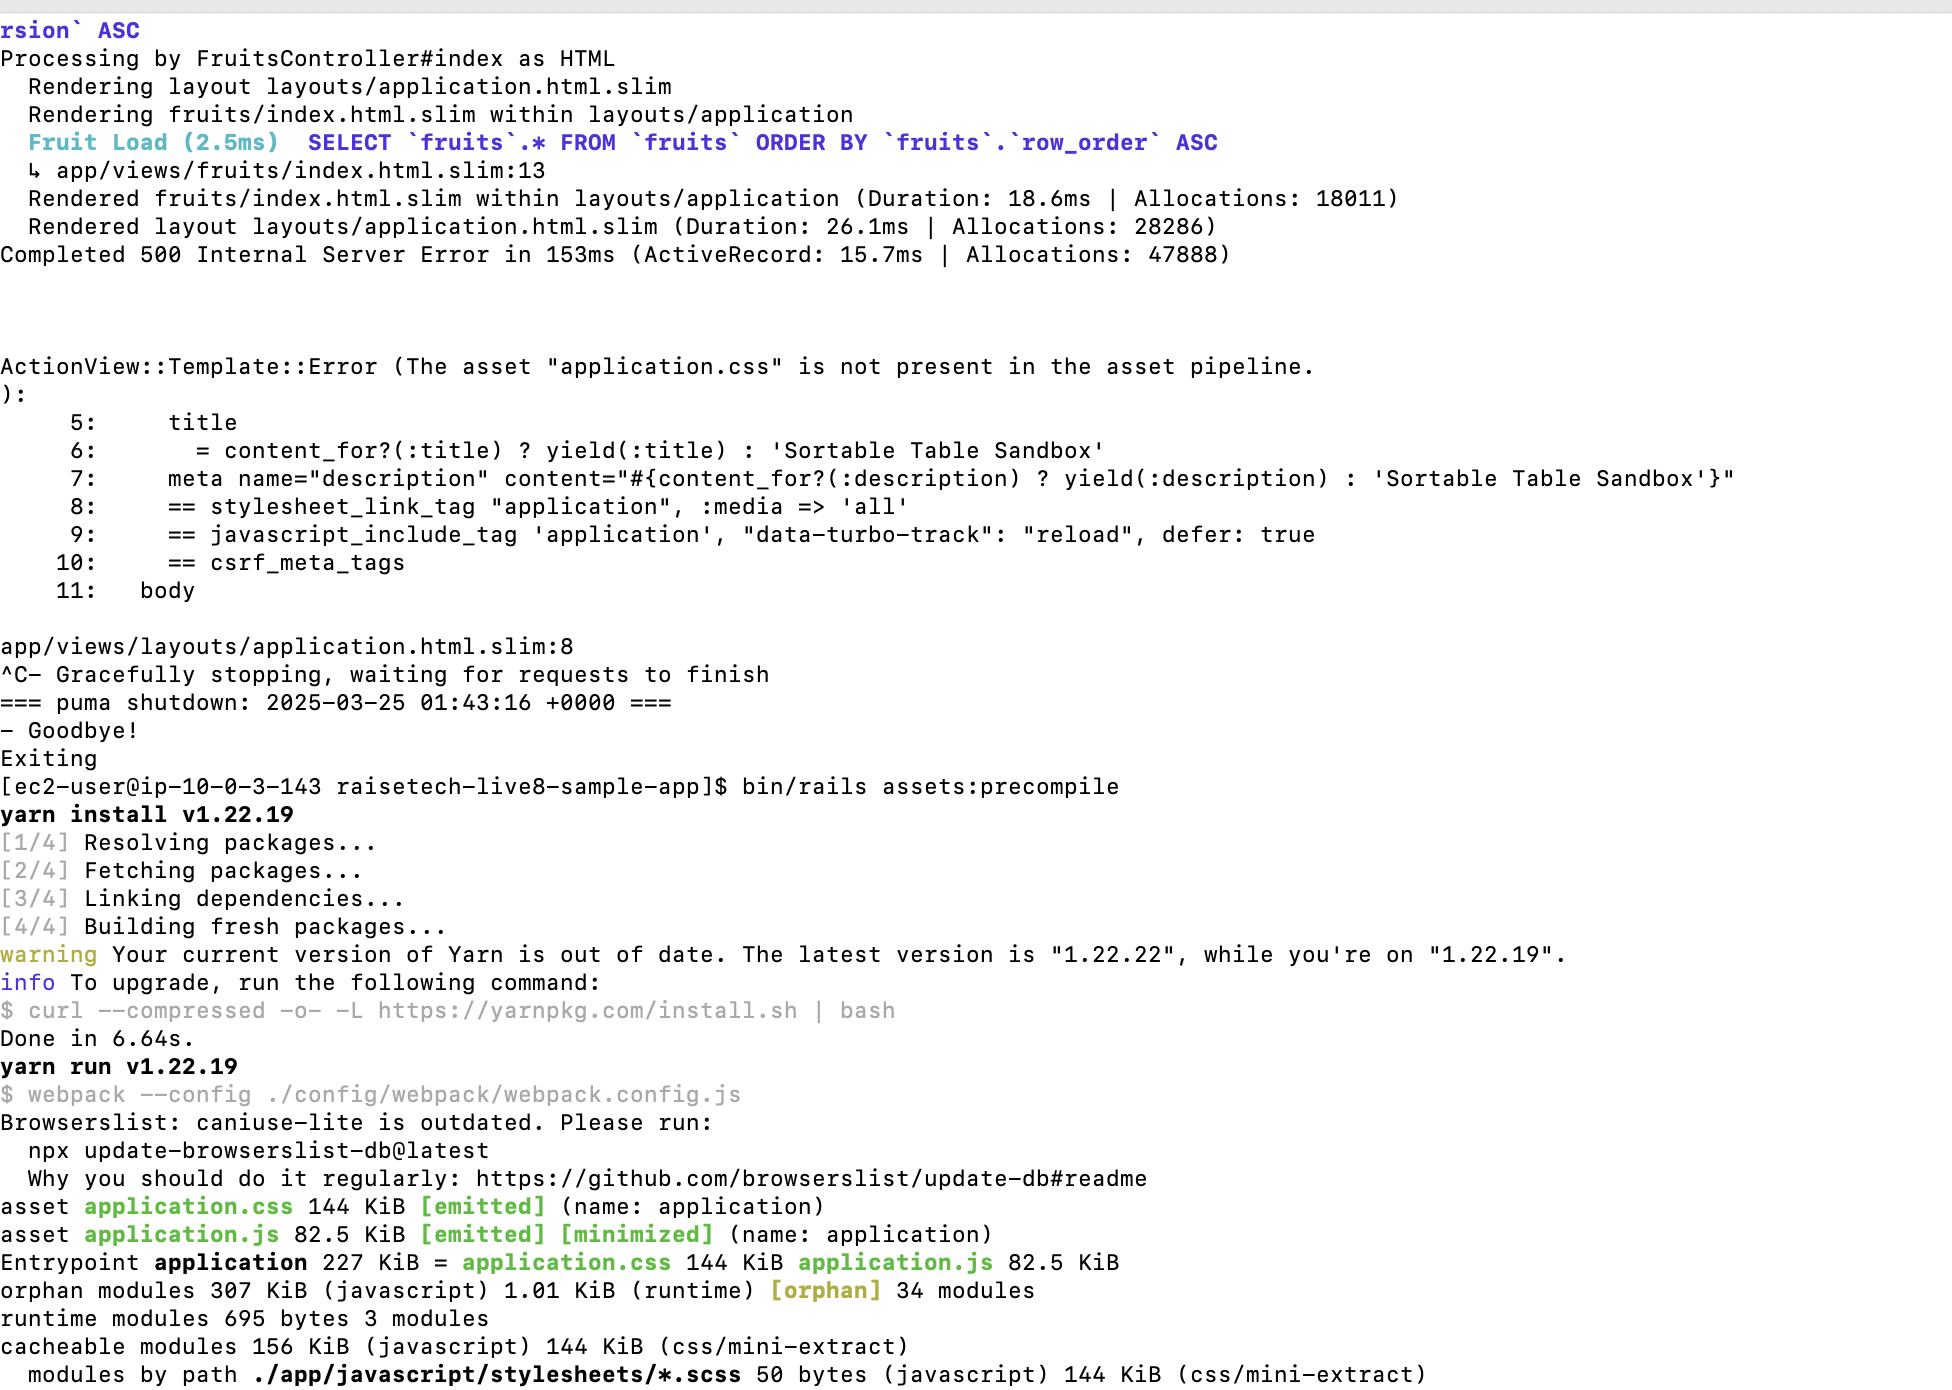 rsion` ASC
Processing by FruitsController#index as HTML
  Rendering layout layouts/application.html.slim
  Rendering fruits/index.html.slim within layouts/application
  Fruit Load (2.5ms)  SELECT `fruits`.* FROM `fruits` ORDER BY `fruits`.`row_order` ASC
  ↳ app/views/fruits/index.html.slim:13
  Rendered fruits/index.html.slim within layouts/application (Duration: 18.6ms | Allocations: 18011)
  Rendered layout layouts/application.html.slim (Duration: 26.1ms | Allocations: 28286)
Completed 500 Internal Server Error in 153ms (ActiveRecord: 15.7ms | Allocations: 47888)
ActionView::Template::Error (The asset "application.css" is not present in the asset pipeline.
):
     5:     title
     6:       = content_for?(:title) ? yield(:title) : 'Sortable Table Sandbox'
     7:     meta name="description" content="#{content_for?(:description) ? yield(:description) : 'Sortable Table Sandbox'}"
     8:     == stylesheet_link_tag "application", :media => 'all'
     9:     == javascript_include_tag 'application', "data-turbo-track": "reload", defer: true
    10:     == csrf_meta_tags
    11:   body
app/views/layouts/application.html.slim:8
^C- Gracefully stopping, waiting for requests to finish
=== puma shutdown: 2025-03-25 01:43:16 +0000 ===
- Goodbye!
Exiting
[ec2-user@ip-10-0-3-143 raisetech-live8-sample-app]$ bin/rails assets:precompile
yarn install v1.22.19
[1/4] Resolving packages...
[2/4] Fetching packages...
[3/4] Linking dependencies...
[4/4] Building fresh packages...
warning Your current version of Yarn is out of date. The latest version is "1.22.22", while you're on "1.22.19".
info To upgrade, run the following command:
$ curl --compressed -o- -L https://yarnpkg.com/install.sh | bash
Done in 6.64s.
yarn run v1.22.19
$ webpack --config ./config/webpack/webpack.config.js
Browserslist: caniuse-lite is outdated. Please run:
  npx update-browserslist-db@latest
  Why you should do it regularly: https://github.com/browserslist/update-db#readme
asset application.css 144 KiB [emitted] (name: application)
asset application.js 82.5 KiB [emitted] [minimized] (name: application)
Entrypoint application 227 KiB = application.css 144 KiB application.js 82.5 KiB
orphan modules 307 KiB (javascript) 1.01 KiB (runtime) [orphan] 34 modules
runtime modules 695 bytes 3 modules
cacheable modules 156 KiB (javascript) 144 KiB (css/mini-extract)
  modules by path ./app/javascript/stylesheets/*.scss 50 bytes (javascript) 144 KiB (css/mini-extract)